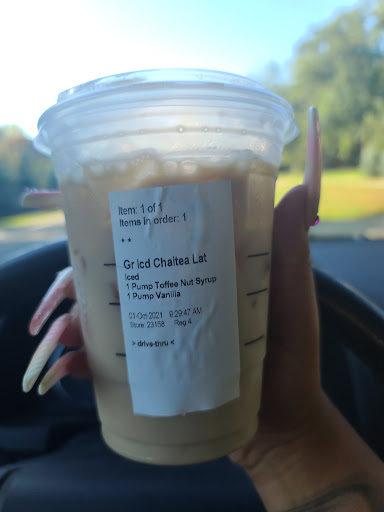 Item: 1 of 1
Items in order: 1
**
Gr Icd Chaitea Lat
Iced
1 Pump Toffee Nut Syrup
1 Pump Vanilla
01-Oct-2021 9:29:47 AM
Store 23158 Reg 4
> drive-thru <